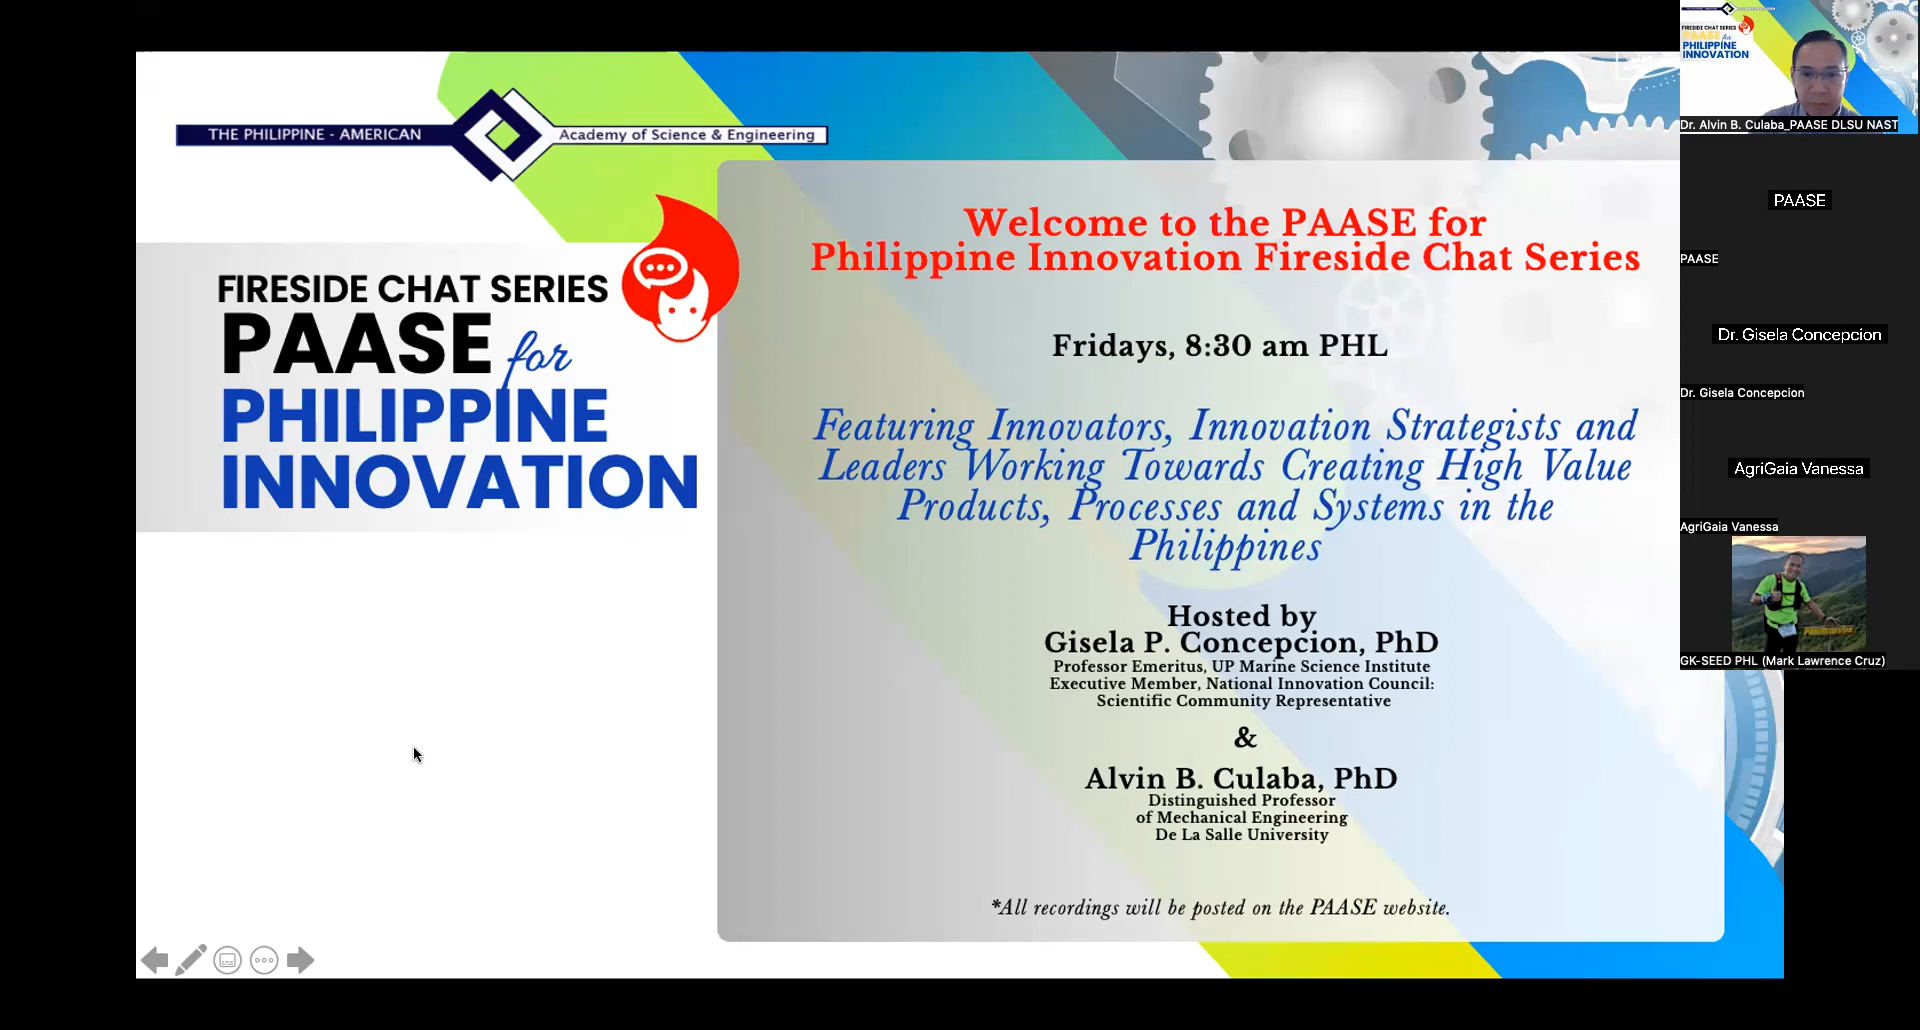 THE PHILIPPINE - AMERICAN Academy of Science & Engineering
FIRESIDE CHAT SERIES
PAASE for
PHILIPPINE
INNOVATION
Welcome to the PAASE for
Philippine Innovation Fireside Chat Series
Fridays, 8:30 am PHL
Featuring Innovators, Innovation Strategists and
Leaders Working Towards Creating High Value
Products, Processes and Systems in the
Philippines
Hosted by
Gisela P. Concepcion, PhD
Professor Emeritus, UP Marine Science Institute
Executive Member, National Innovation Council:
Scientific Community Representative
&
Alvin B. Culaba, PhD
Distinguished Professor
of Mechanical Engineering
De La Salle University
*All recordings will be posted on the PAASE website.
FIRESIDE CHAT SERIES
PAASE for
PHILIPPINE
INNOVATION
Dr. Alvin B. Culaba_PAASE DLSU NAST
PAASE
PAASE
Dr. Gisela Concepcion
Dr. Gisela Concepcion
AgriGaia Vanessa
AgriGaia Vanessa
GK-SEED PHL (Mark Lawrence Cruz)